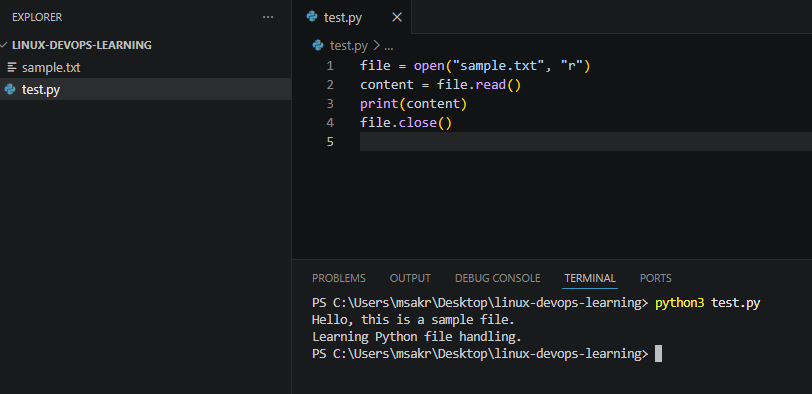 EXPLORER
LINUX-DEVOPS-LEARNING
sample.txt
test.py
test.py
test.py > ...
1 file = open("sample.txt", "r")
2 content = file.read()
3 print(content)
4 file.close()
5
PROBLEMS OUTPUT DEBUG CONSOLE TERMINAL PORTS
PS C:\Users\msakr\Desktop\linux-devops-learning> python3 test.py
Hello, this is a sample file.
Learning Python file handling.
PS C:\Users\msakr\Desktop\linux-devops-learning>